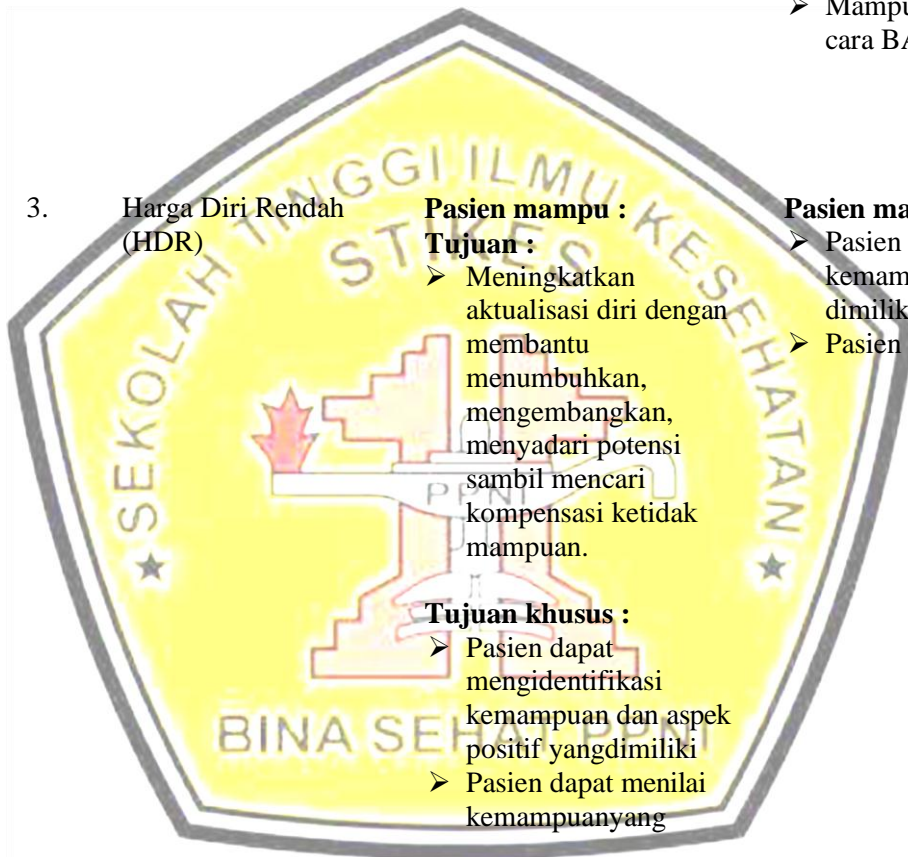 ➢ Mampu
cara BA
3. Harga Diri Rendah
(HDR)
Pasien mampu :
Tujuan :
➢ Meningkatkan
aktualisasi diri dengan
membantu
menumbuhkan,
mengembangkan,
menyadari potensi
sambil mencari
kompensasi ketidak
mampuan.
Tujuan khusus :
➢ Pasien dapat
mengidentifikasi
kemampuan dan aspek
positif yangdimiliki
➢ Pasien dapat menilai
kemampuanyang
Pasien ma
➢ Pasien
kemam
dimilik
➢ Pasien
SEKOLAH TINGGI ILMU KESEHATAN
STIKES
PPNI
BINA SEHAT PPNI